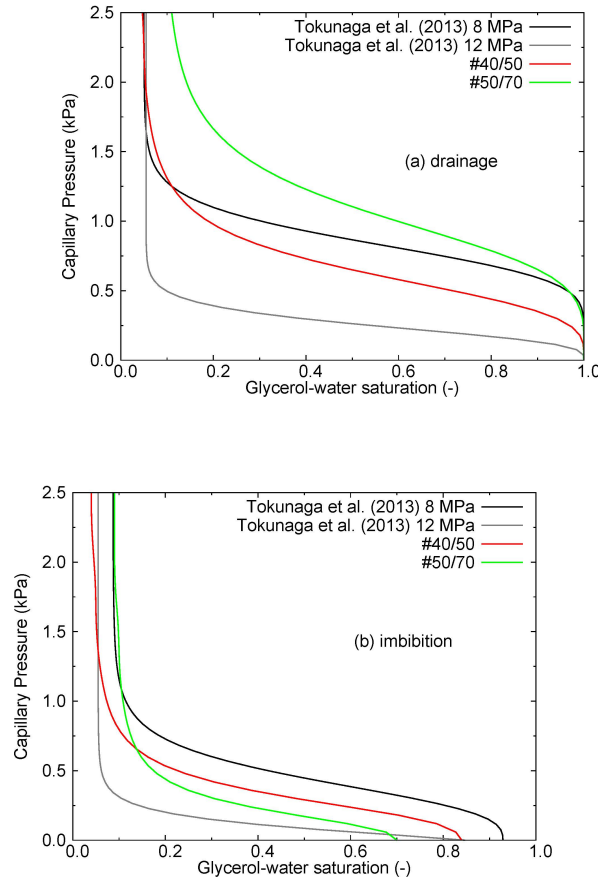 Tokunaga et al. (2013) 8 MPa
Tokunaga et al. (2013) 12 MPa
#40/50
#50/70
(a) drainage
Capillary Pressure (kPa)
2.5
2.0
1.5
1.0
0.5
0.0
0.0 0.2 0.4 0.6 0.8 1.0
Glycerol-water saturation (-)
Tokunaga et al. (2013) 8 MPa
Tokunaga et al. (2013) 12 MPa
#40/50
#50/70
(b) imbibition
Capillary Pressure (kPa)
2.5
2.0
1.5
1.0
0.5
0.0
0.0 0.2 0.4 0.6 0.8 1.0
Glycerol-water saturation (-)